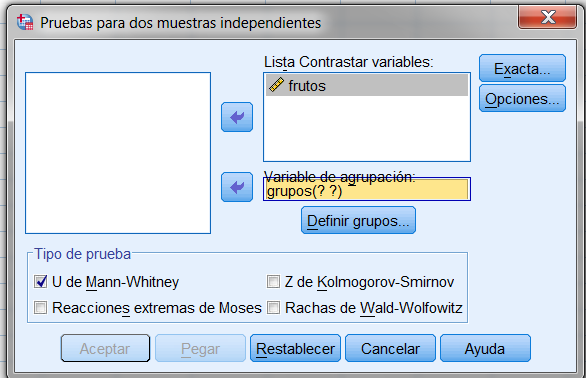 Pruebas para dos muestras independientes
Lista Contrastar variables:
frutos
Exacta...
Opciones...
Variable de agrupación:
grupos(? ?)
Definir grupos...
Tipo de prueba
U de Mann-Whitney
Z de Kolmogorov-Smirnov
Reacciones extremas de Moses
Rachas de Wald-Wolfowitz
Aceptar
Pegar
Restablecer
Cancelar
Ayuda